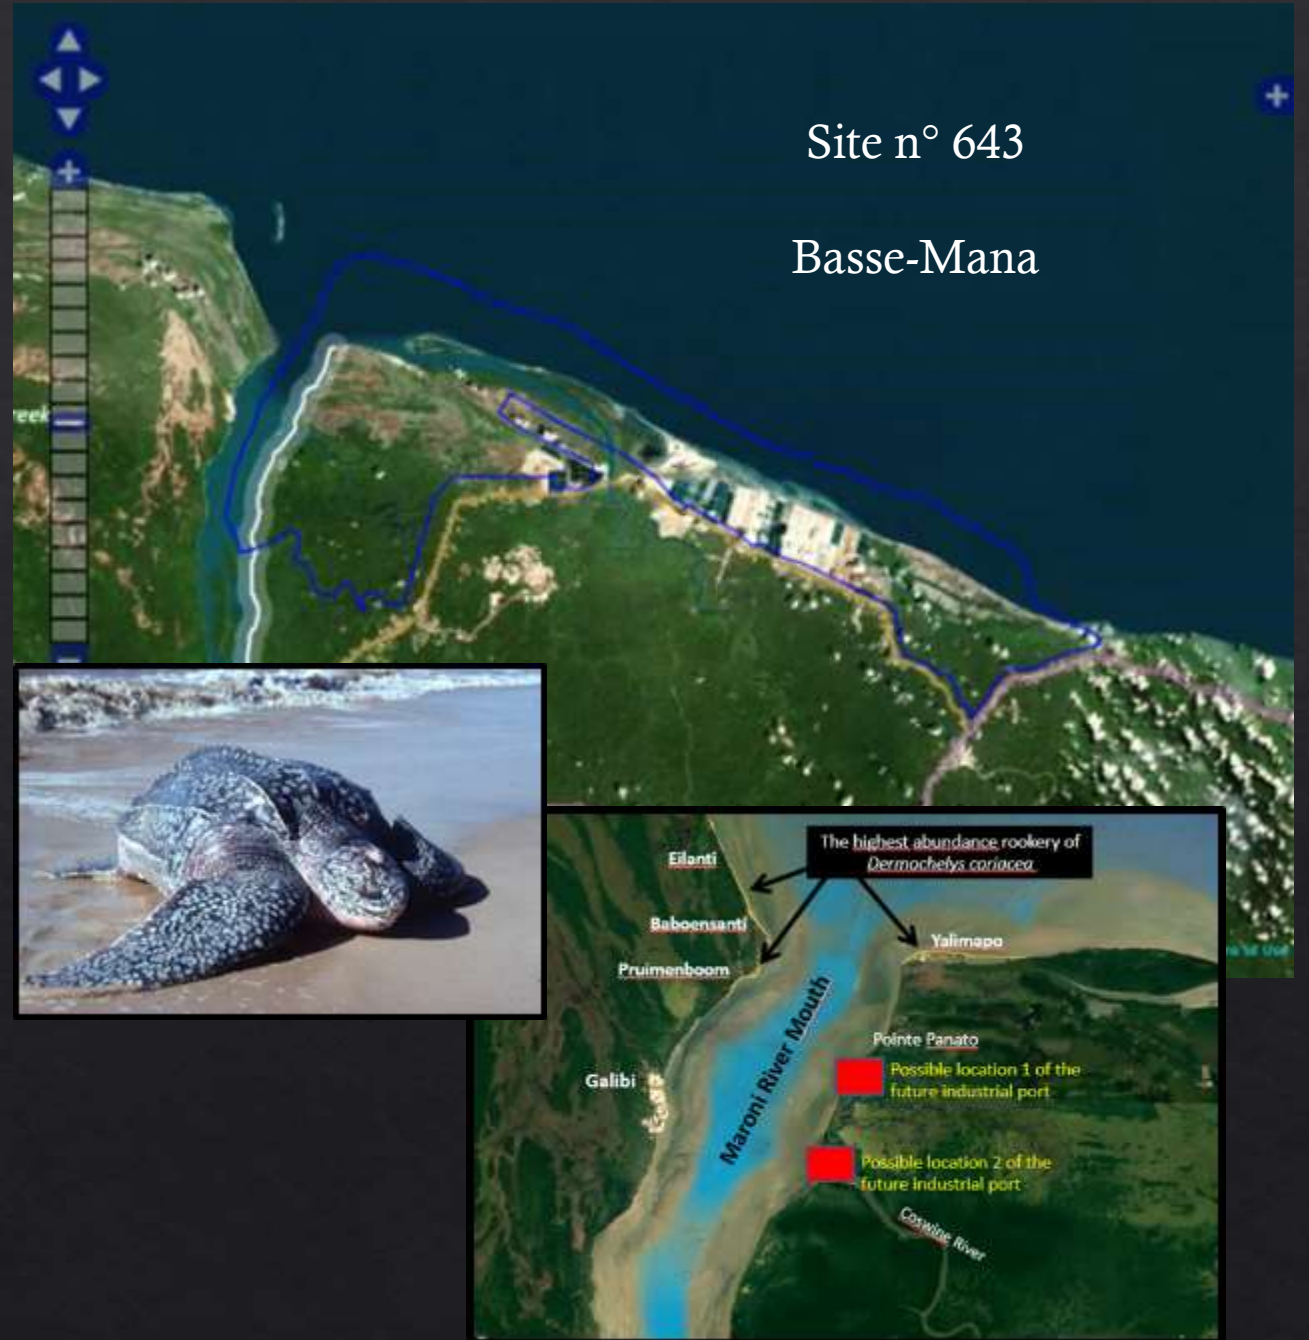 Site n° 643
Basse-Mana
reek
The highest abundance rookery of
Dermochelys coriacea
Eilanti
Baboensanti
Pruimenboom
Yalimapo
Maroni River Mouth
Pointe Panato
Possible location 1 of the
future industrial port
Galibi
Possible location 2 of the
future industrial port
Coswine River